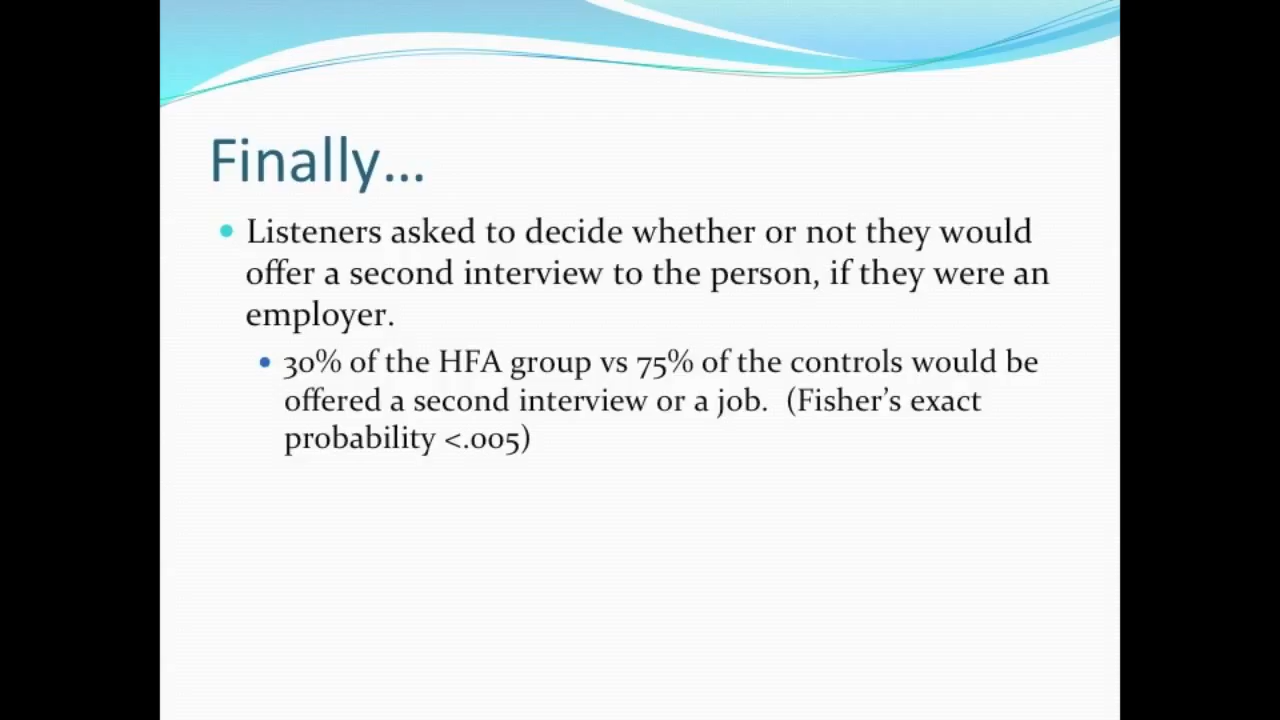 Finally...
Listeners asked to decide whether or not they would
offer a second interview to the person, if they were an
employer.
30% of the HFA group vs 75% of the controls would be
offered a second interview or a job.  (Fisher's exact
probability <.005)